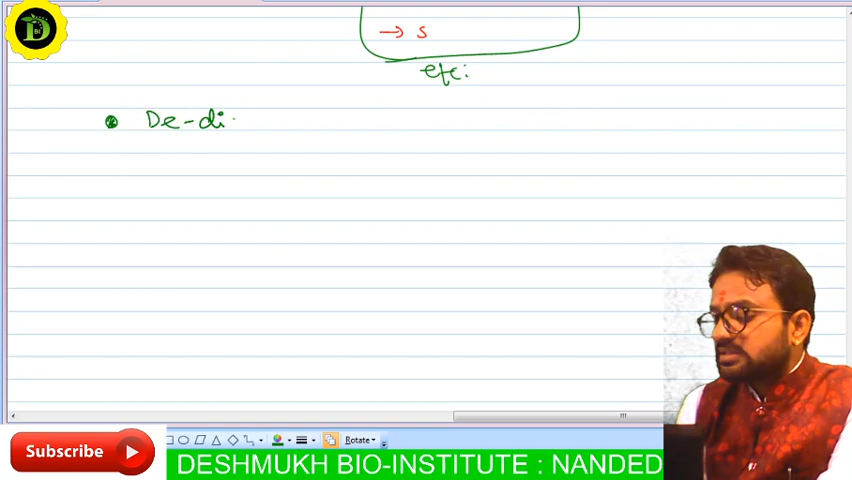 → s
etc:
De-di
Rotate
Subscribe
DESHMUKH BIO-INSTITUTE : NANDED